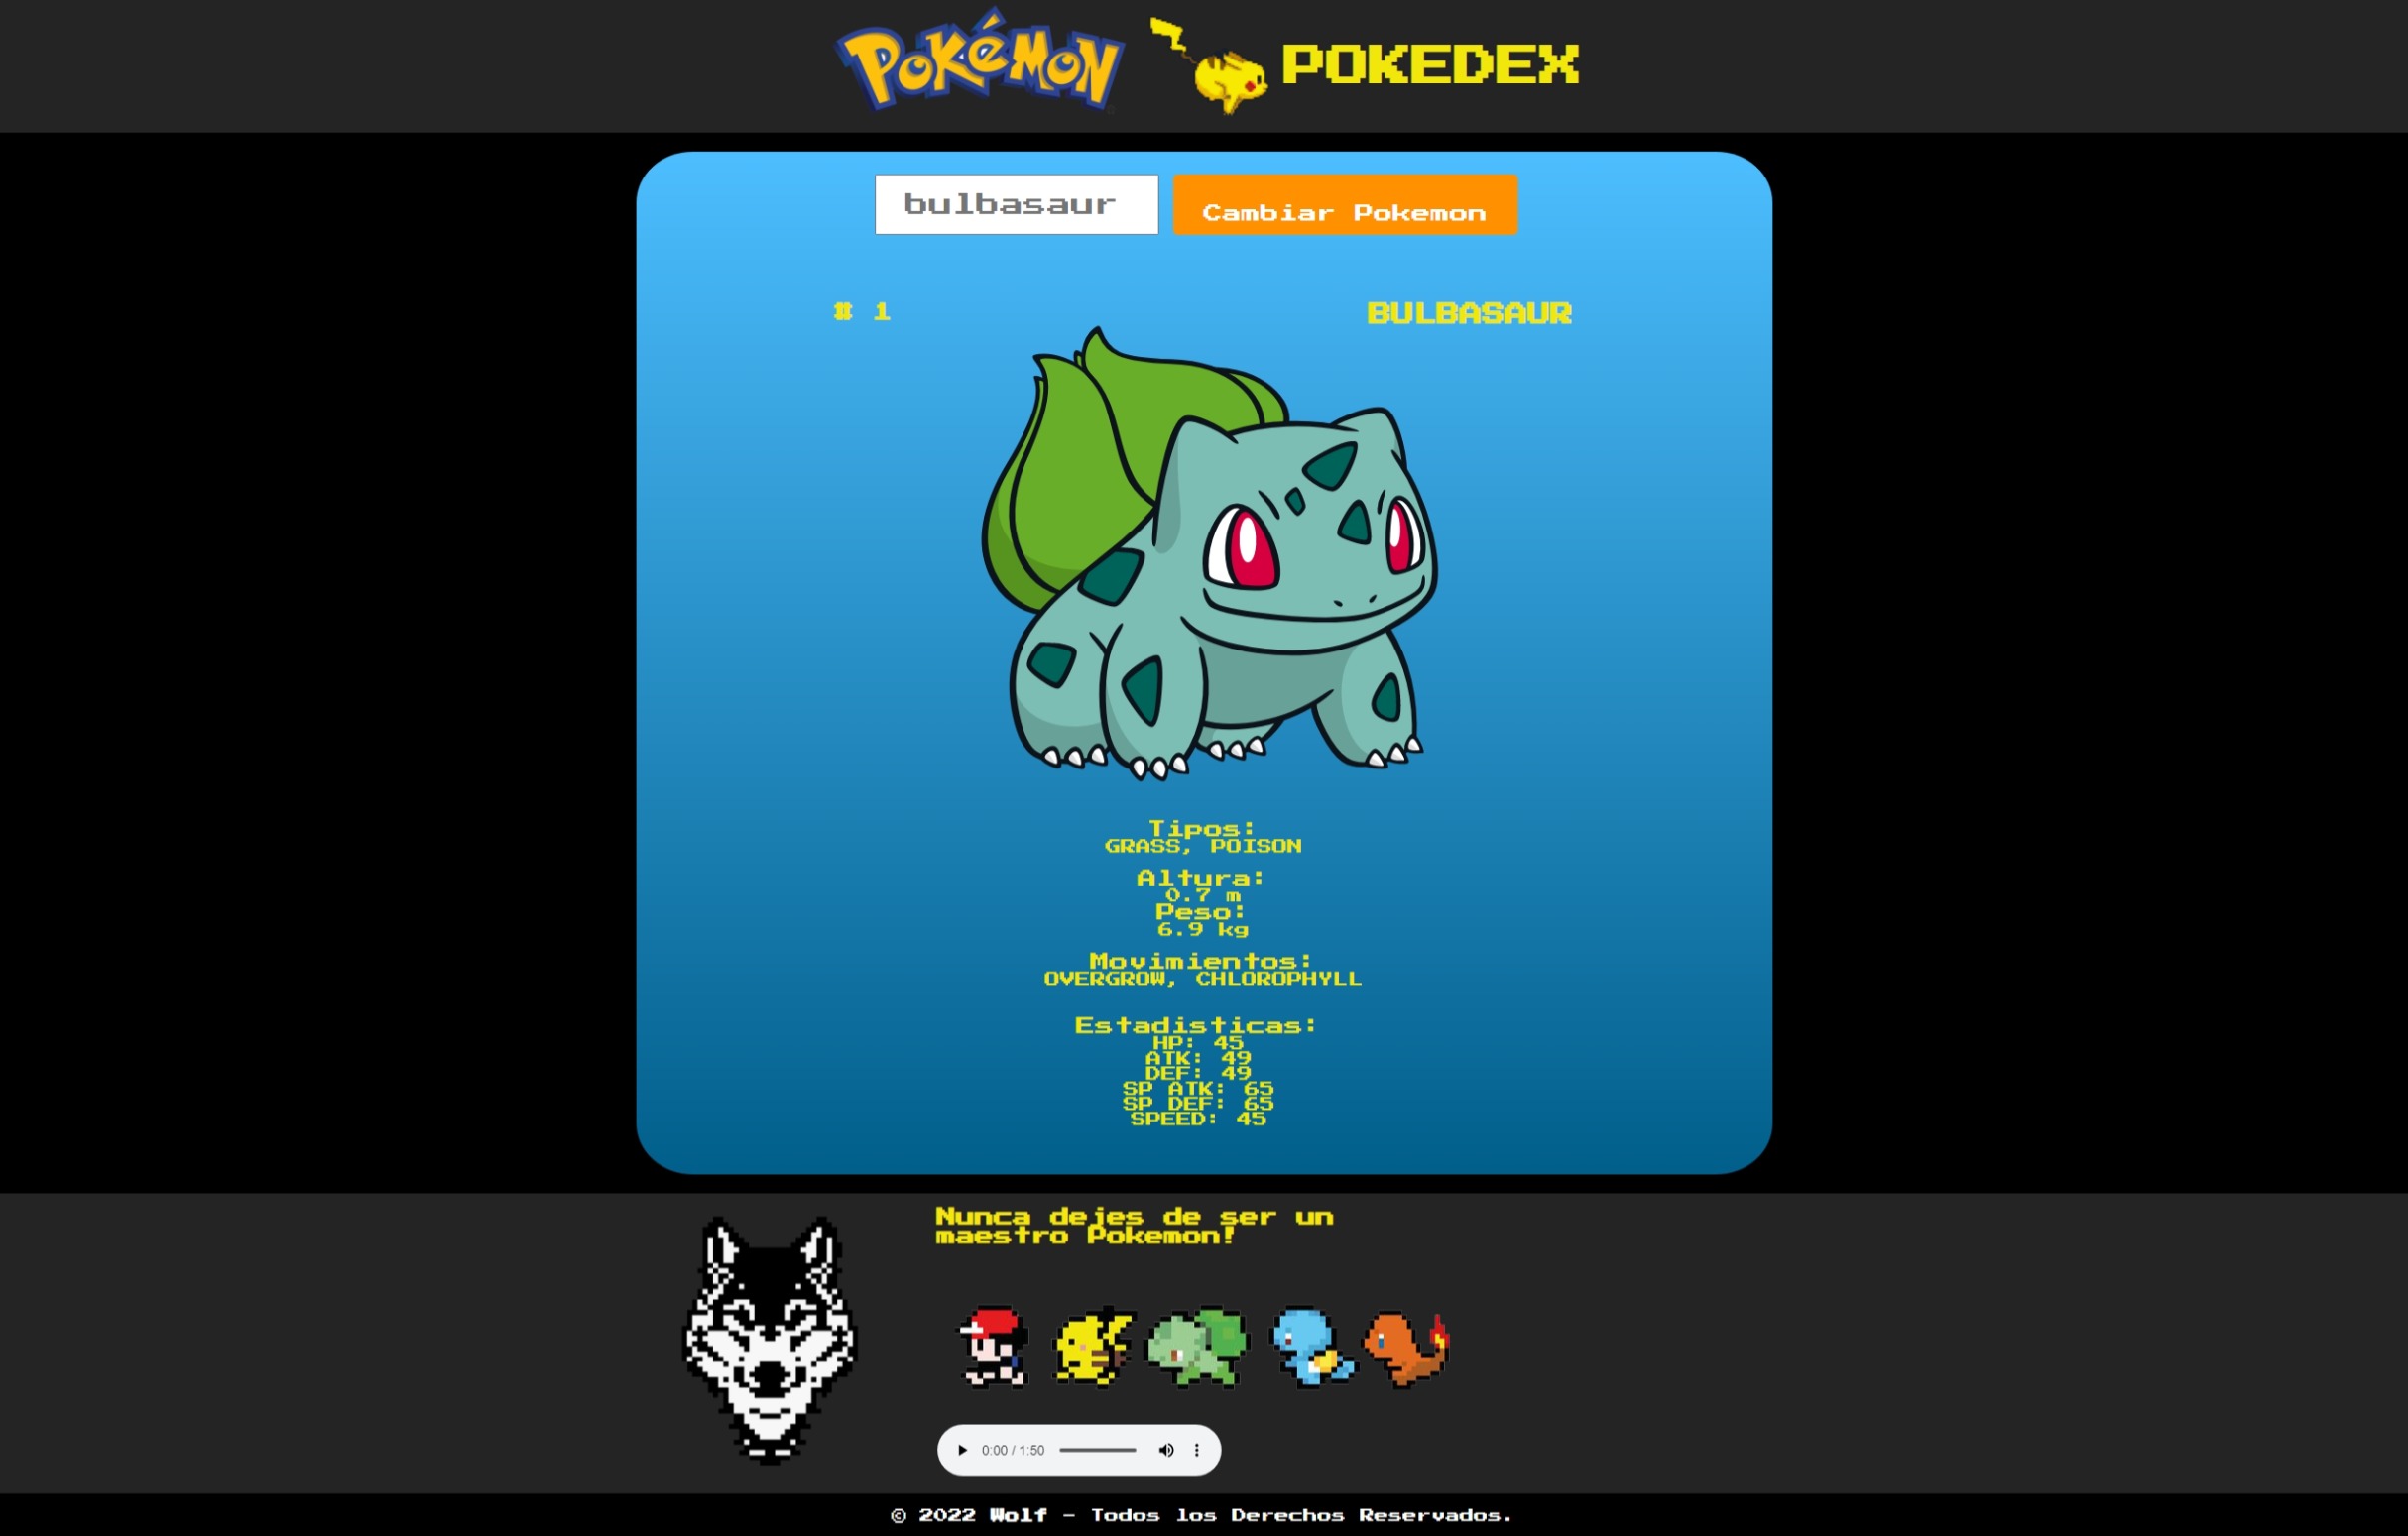 Pokémon POKEDEX
bulbasaur Cambiar Pokemon
# 1 BULBASAUR
Tipos:
GRASS, POISON
Altura:
0.7 m
Peso:
6.9 kg
Movimientos:
OVERGROW, CHLOROPHYLL
Estadisticas:
HP: 45
ATK: 49
DEF: 49
SP ATK: 65
SP DEF: 65
SPEED: 45
Nunca dejes de ser un
maestro Pokemon!
0:00 / 1:50
© 2022 Wolf - Todos los Derechos Reservados.